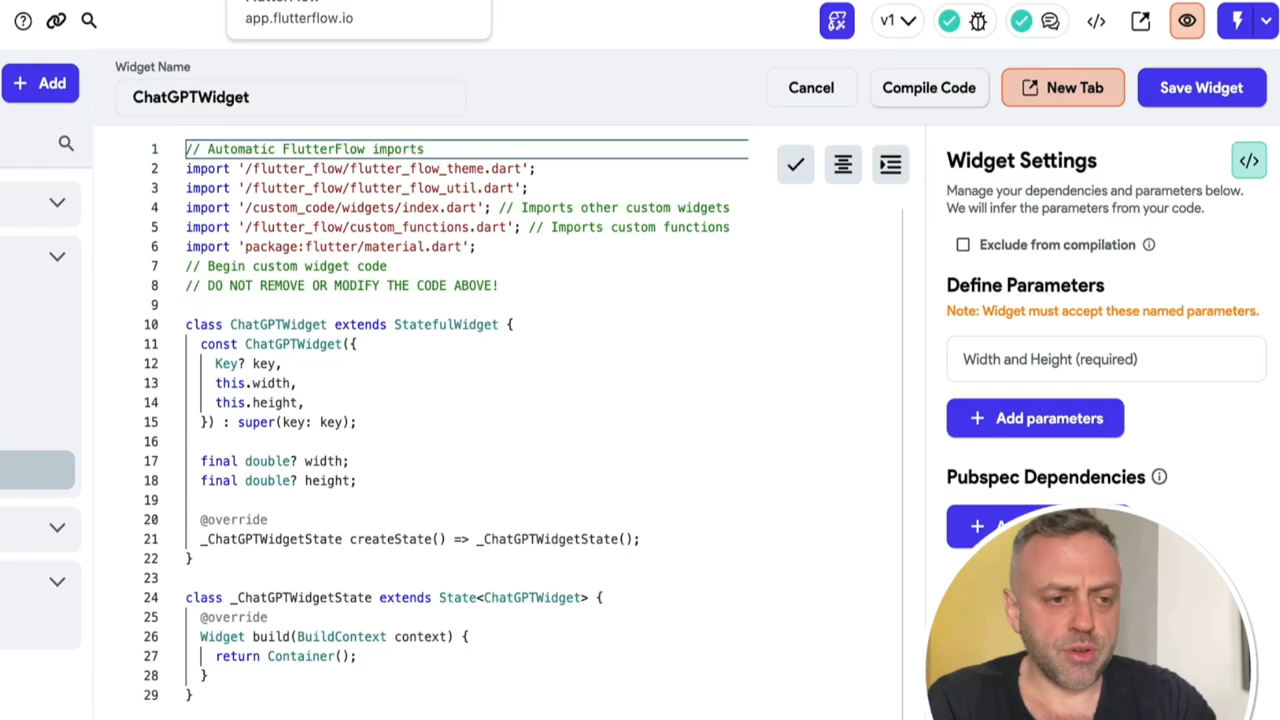 app.flutterflow.io
v1
Add
Widget Name
ChatGPTWidget
Cancel
Compile Code
New Tab
Save Widget
1 // Automatic FlutterFlow imports
2 import '/flutter_flow/flutter_flow_theme.dart';
3 import '/flutter_flow/flutter_flow_util.dart';
4 import '/custom_code/widgets/index.dart'; // Imports other custom widgets
5 import '/flutter_flow/custom_functions.dart'; // Imports custom functions
6 import 'package:flutter/material.dart';
7 // Begin custom widget code
8 // DO NOT REMOVE OR MODIFY THE CODE ABOVE!
9
10 class ChatGPTWidget extends StatefulWidget {
11 const ChatGPTWidget({
12 Key? key,
13 this.width,
14 this.height,
15 }) : super(key: key);
16
17 final double? width;
18 final double? height;
19
20 @override
21 _ChatGPTWidgetState createState() => _ChatGPTWidgetState();
22 }
23
24 class _ChatGPTWidgetState extends State<ChatGPTWidget> {
25 @override
26 Widget build(BuildContext context) {
27 return Container();
28 }
29 }
Widget Settings
Manage your dependencies and parameters below.
We will infer the parameters from your code.
Exclude from compilation
Define Parameters
Note: Widget must accept these named parameters.
Width and Height (required)
Add parameters
Pubspec Dependencies